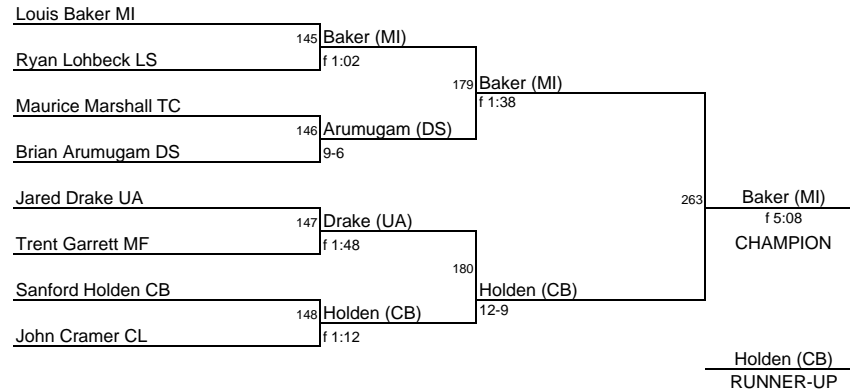 Louis Baker MI
145 Baker (MI)
Ryan Lohbeck LS
f 1:02
179 Baker (MI)
f 1:38
Maurice Marshall TC
146 Arumugam (DS)
Brian Arumugam DS
9-6
Jared Drake UA
263 Baker (MI)
f 5:08
147 Drake (UA)
Trent Garrett MF
f 1:48
CHAMPION
180
Sanford Holden CB
Holden (CB)
12-9
148 Holden (CB)
John Cramer CL
f 1:12
Holden (CB)
RUNNER-UP